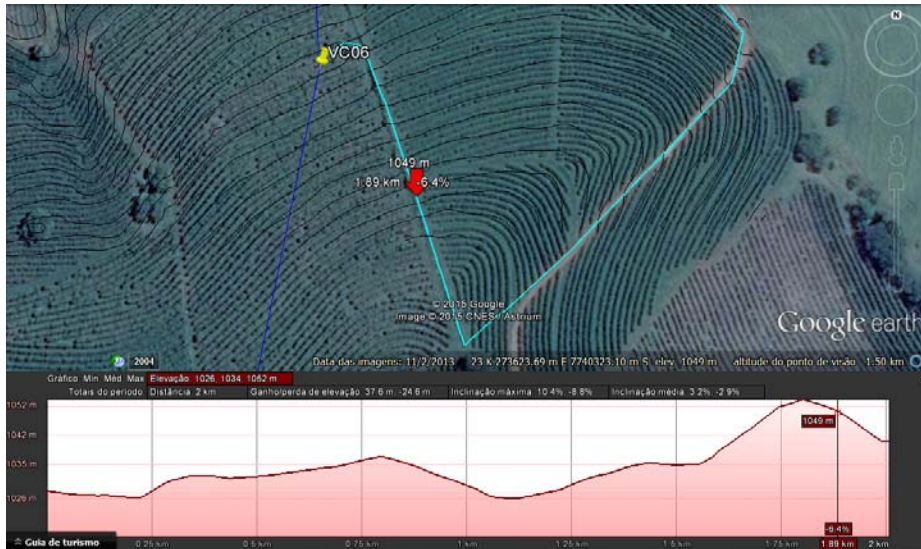 N
VC06
1049 m
1.89 km -6.4%
© 2015 Google
Image © 2015 CNES / Astrium
Google earth
2004 Data das imagens: 11/2/2013 23 K 273623.69 m E 7740323.10 m S elev 1049 m altitude do ponto de visão 1.50 km
Gráfico Min, Méd, Max Elevação: 1026, 1034, 1052 m
Totais do período: Distância: 2 km Ganho/perda de elevação: 37.6 m, -24.6 m Inclinação máxima: 10.4%, -8.8% Inclinação média: 3.2%, -2.9%
1052 m
1049 m
1042 m
1035 m
1026 m
-6.4%
Guia de turismo 0.25 km 0.5 km 0.75 km 1 km 1.25 km 1.5 km 1.75 km 1.89 km 2 km